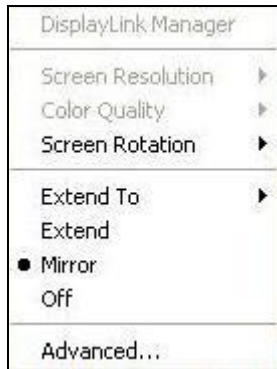 DisplayLink Manager
Screen Resolution
Color Quality
Screen Rotation
Extend To
Extend
Mirror
Off
Advanced...